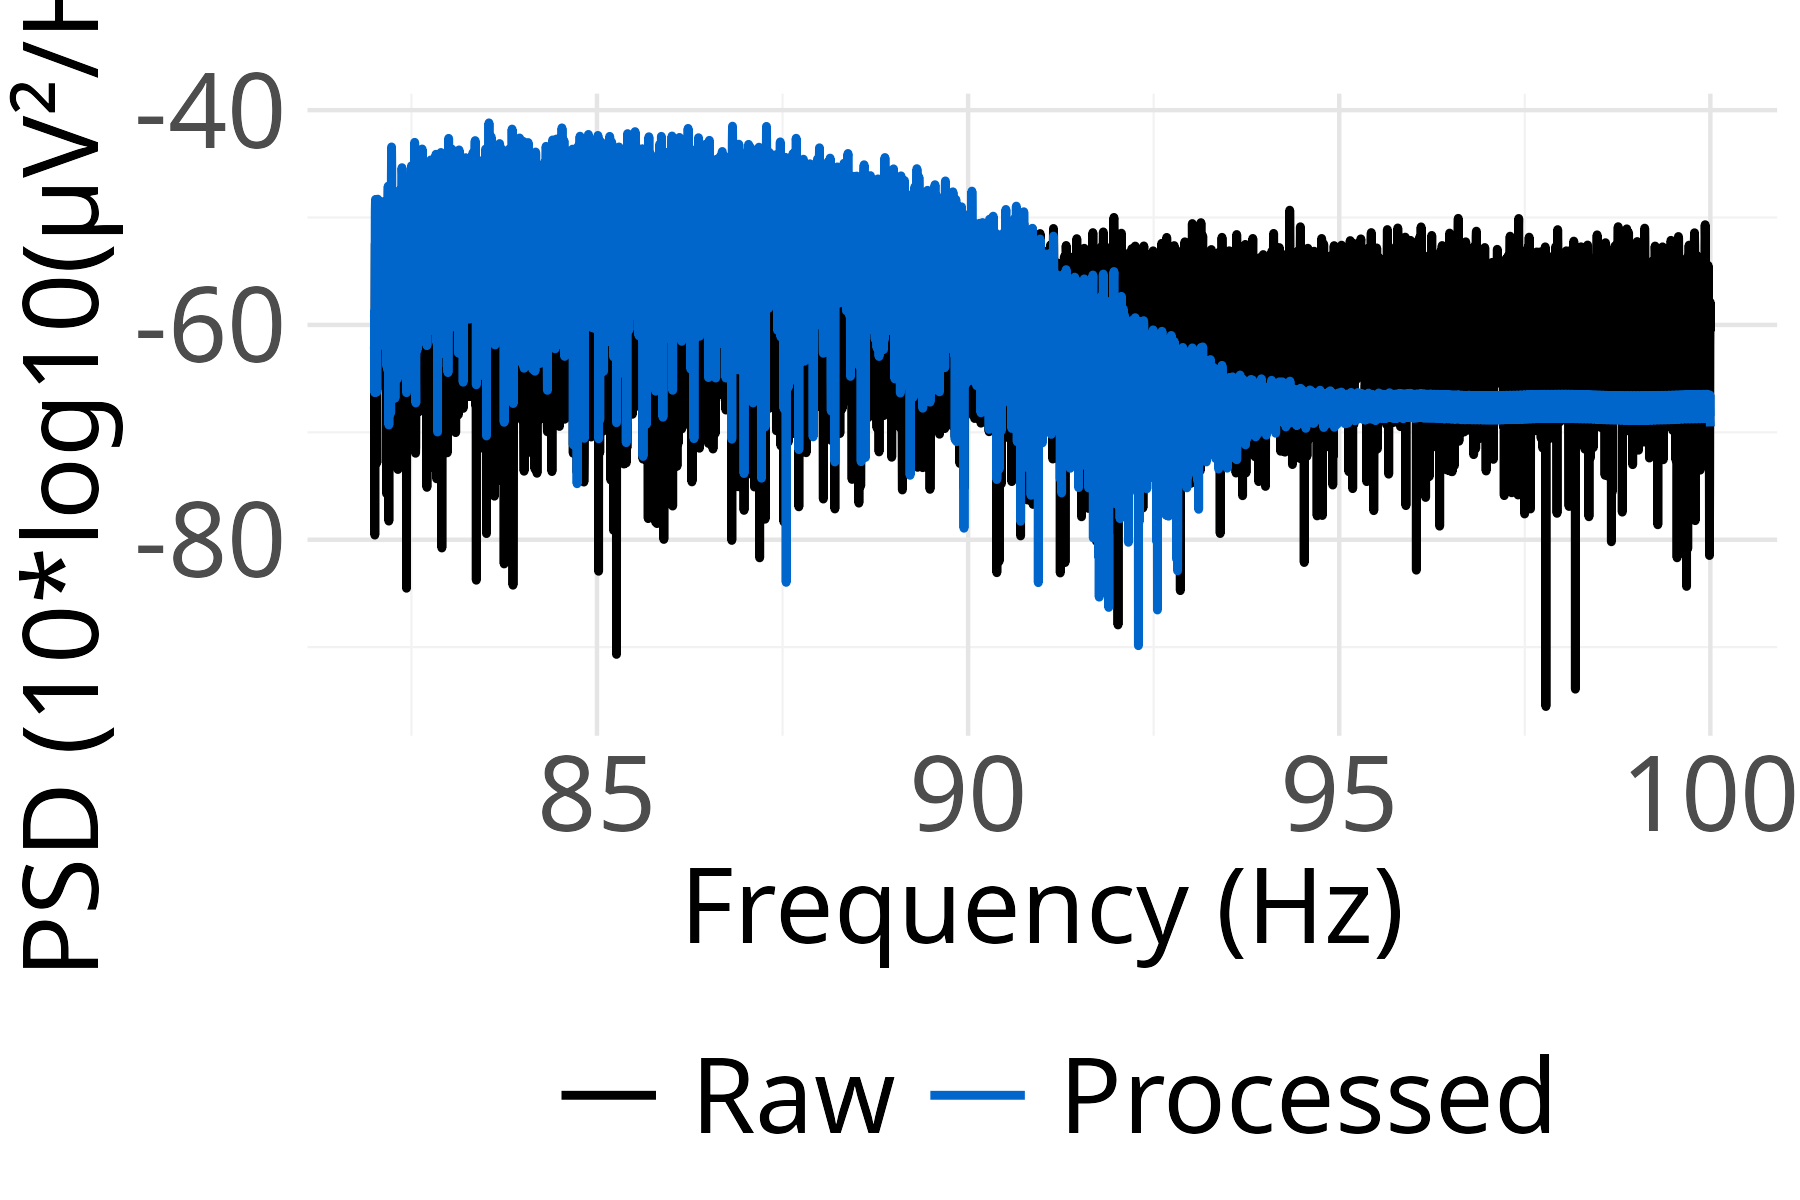 PSD (10*log10(µV²/H
-40
-60
-80
85 90 95 100
Frequency (Hz)
Raw Processed